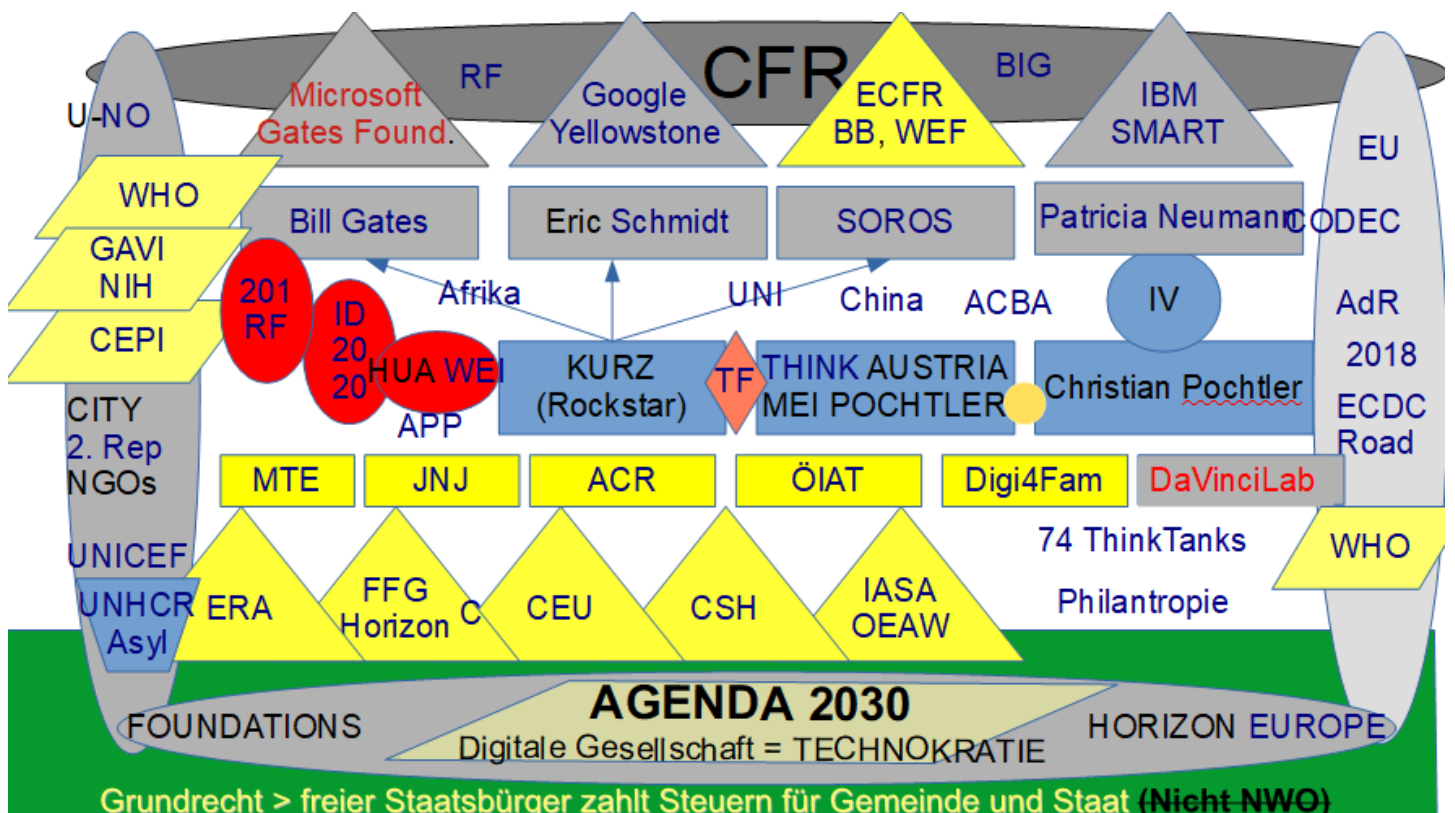 CFR
RF
BIG
U-NO
Microsoft
Gates Found.
Google
Yellowstone
ECFR
BB, WEF
IBM
SMART
EU
WHO
Bill Gates
Eric Schmidt
SOROS
Patricia Neumann
CODEC
GAVI
NIH
201
RF
Afrika
UNI
China
ACBA
IV
AdR
CEPI
ID
20
20
HUA WEI
KURZ
(Rockstar)
TF
THINK AUSTRIA
MEI POCHTLER
Christian Pochtler
2018
ECDC
Road
CITY
2. Rep
NGOs
APP
MTE
JNJ
ACR
ÖIAT
Digi4Fam
DaVinciLab
UNICEF
74 ThinkTanks
WHO
UNHCR
Asyl
ERA
FFG
Horizon
C
CEU
CSH
IASA
OEAW
Philantropie
FOUNDATIONS
AGENDA 2030
Digitale Gesellschaft = TECHNOKRATIE
HORIZON EUROPE
Grundrecht > freier Staatsbürger zahlt Steuern für Gemeinde und Staat (Nicht NWO)